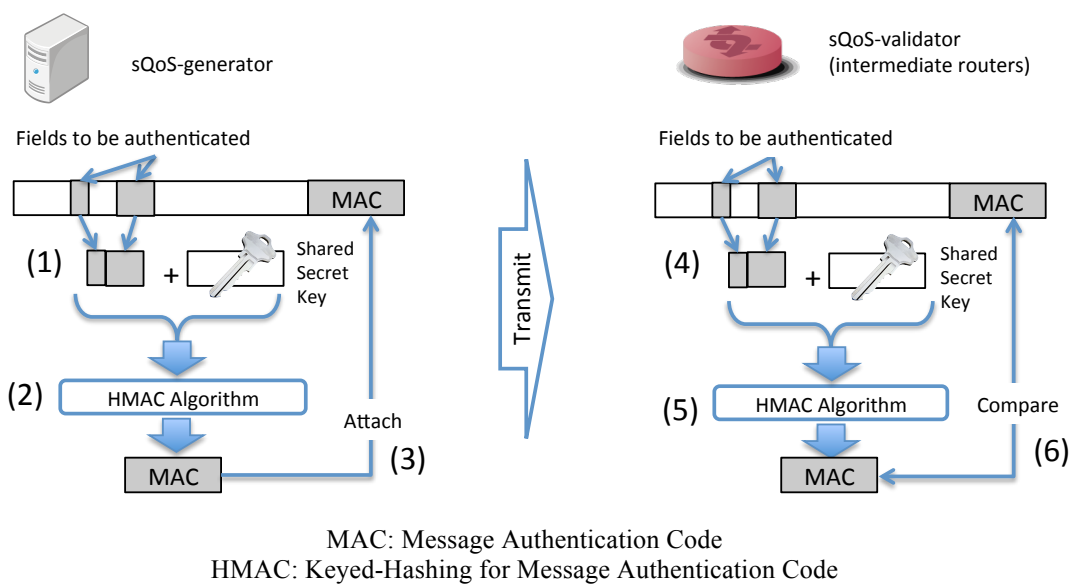 sQoS-generator
Fields to be authenticated
MAC
(1)
+
Shared
Secret
Key
(2)
HMAC Algorithm
Attach
(3)
MAC
Transmit
sQoS-validator
(intermediate routers)
Fields to be authenticated
MAC
(4)
+
Shared
Secret
Key
(5)
HMAC Algorithm
Compare
(6)
MAC
MAC: Message Authentication Code
HMAC: Keyed-Hashing for Message Authentication Code